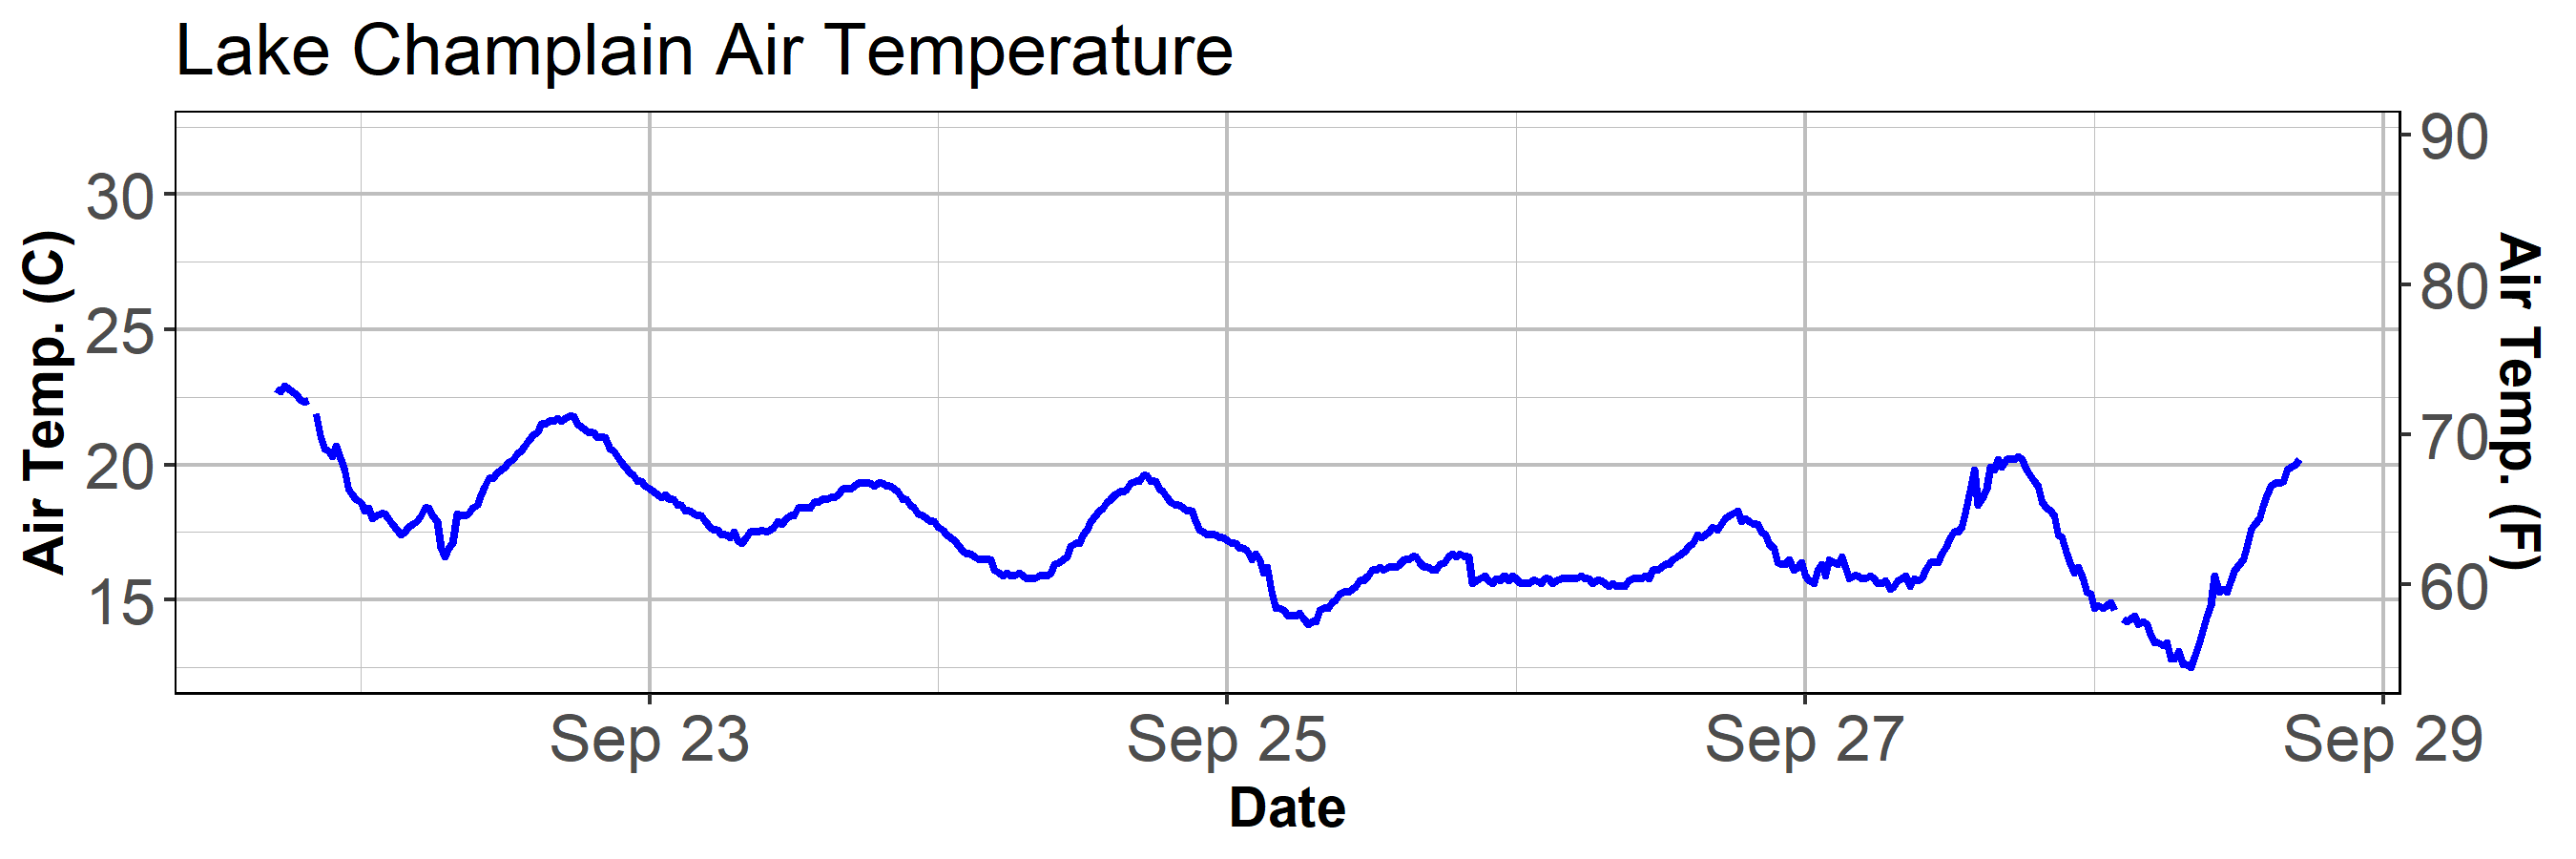 Lake Champlain Air Temperature
Air Temp. (C)
30
25
20
15
90
80
70
60
Air Temp. (F)
Sep 23
Sep 25
Sep 27
Sep 29
Date